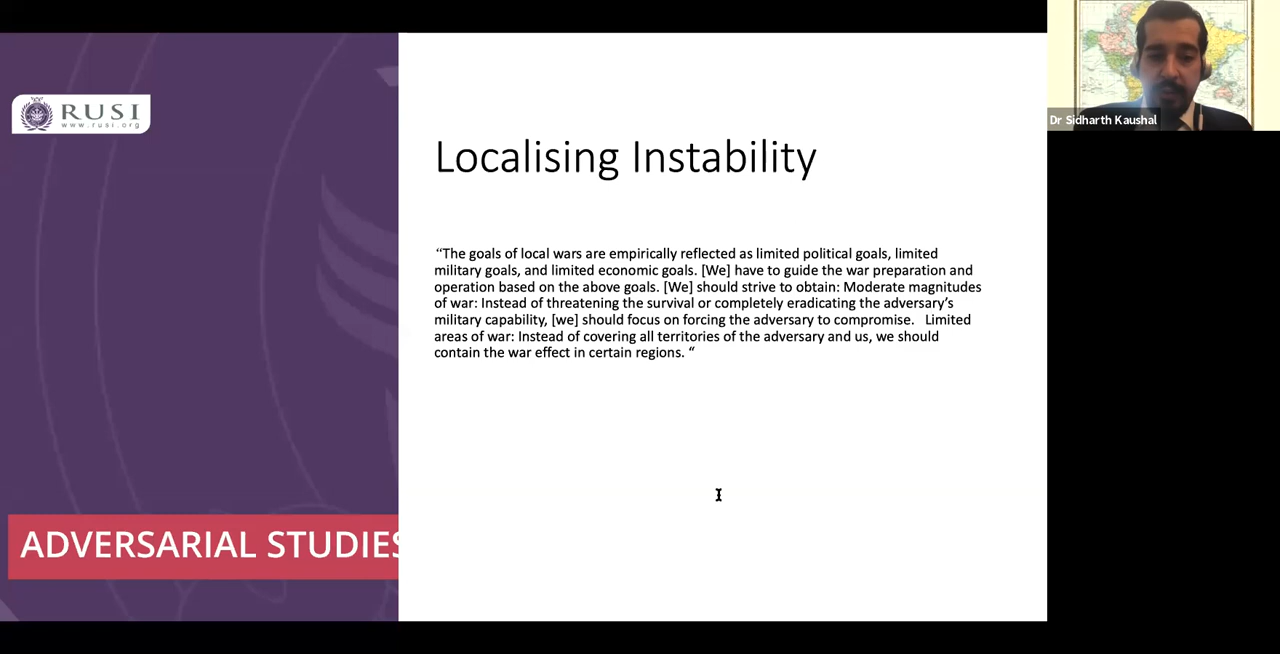 RUSI
www.rusi.org
Localising Instability
“The goals of local wars are empirically reflected as limited political goals, limited
military goals, and limited economic goals. [We] have to guide the war preparation and
operation based on the above goals. [We] should strive to obtain: Moderate magnitudes
of war: Instead of threatening the survival or completely eradicating the adversary’s
military capability, [we] should focus on forcing the adversary to compromise.   Limited
areas of war: Instead of covering all territories of the adversary and us, we should
contain the war effect in certain regions. “
ADVERSARIAL STUDIES
Dr Sidharth Kaushal